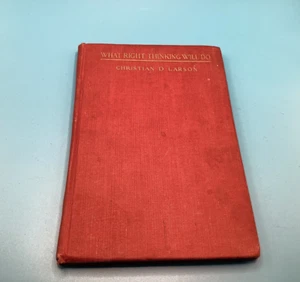 WHAT RIGHT THINKING WILL DO
CHRISTIAN D. LARSON